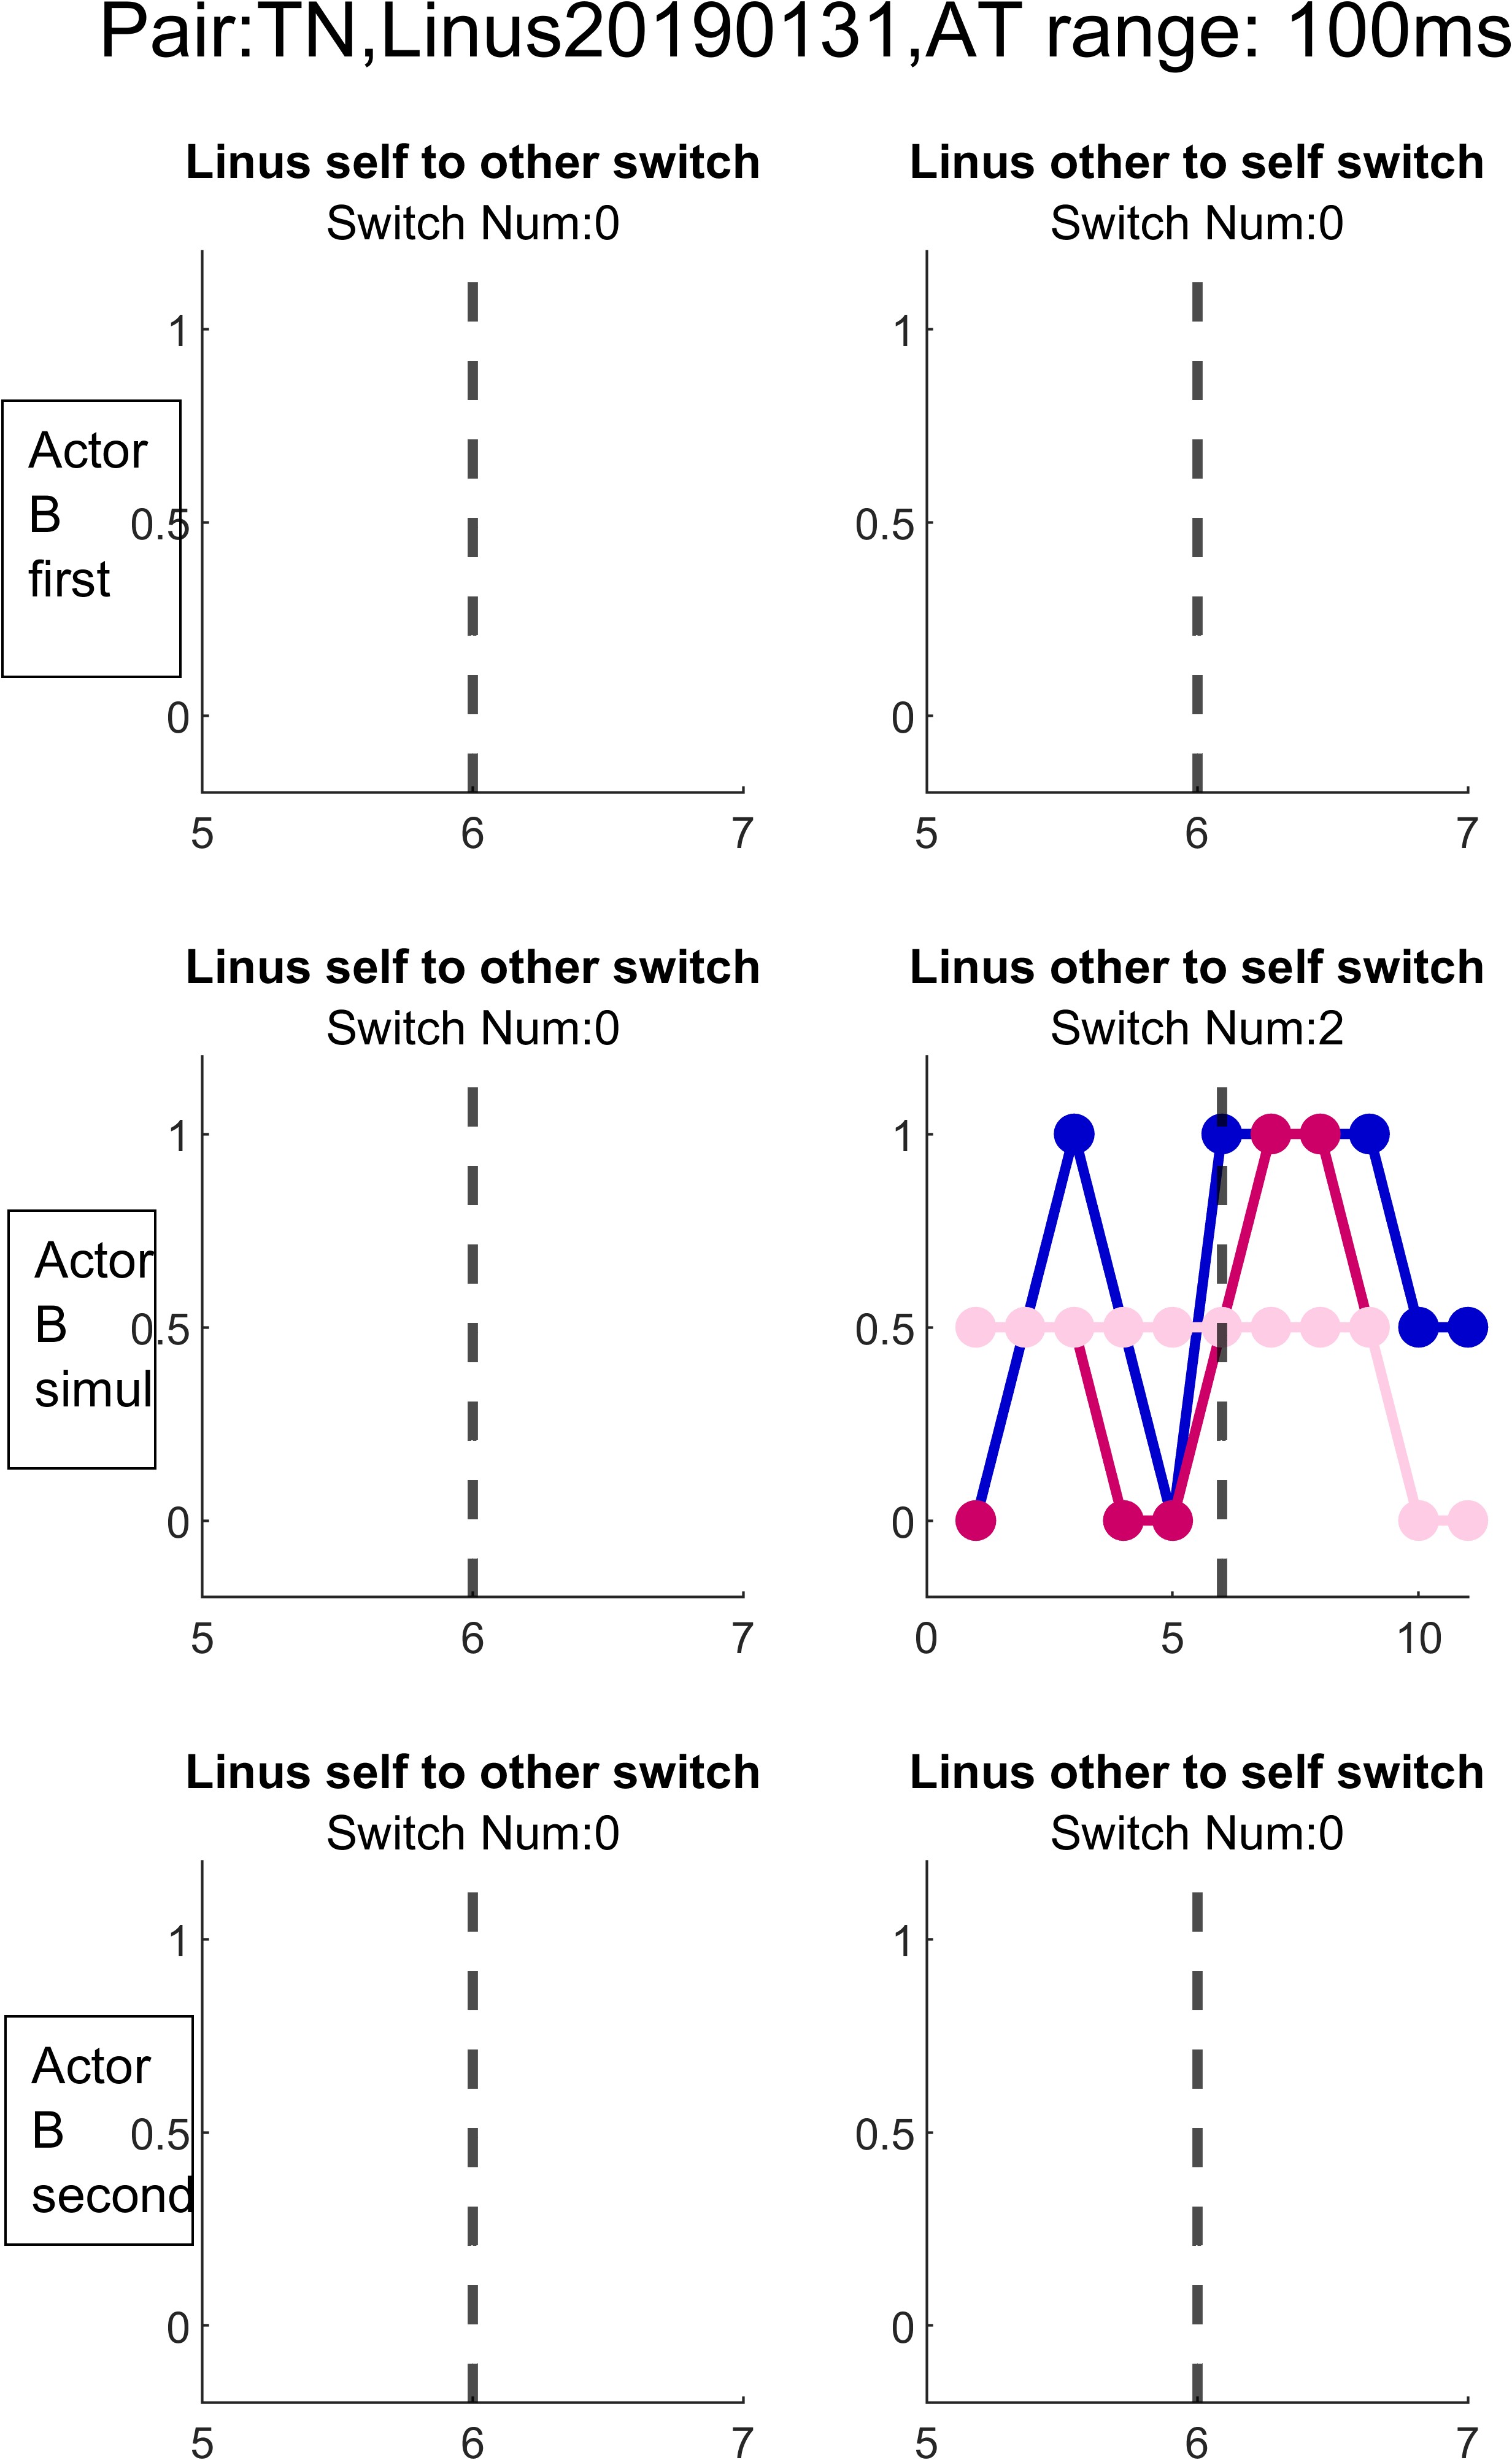 Pair:TN,Linus20190131,AT range: 100ms
Linus self to other switch
Switch Num:0
1
0.5
0
5 6 7
Actor
B
first
Linus other to self switch
Switch Num:0
1
0.5
0
5 6 7
Linus self to other switch
Switch Num:0
1
0.5
0
5 6 7
Actor
B
simul
Linus other to self switch
Switch Num:2
1
0.5
0
0 5 10
Linus self to other switch
Switch Num:0
1
0.5
0
5 6 7
Actor
B
second
Linus other to self switch
Switch Num:0
1
0.5
0
5 6 7